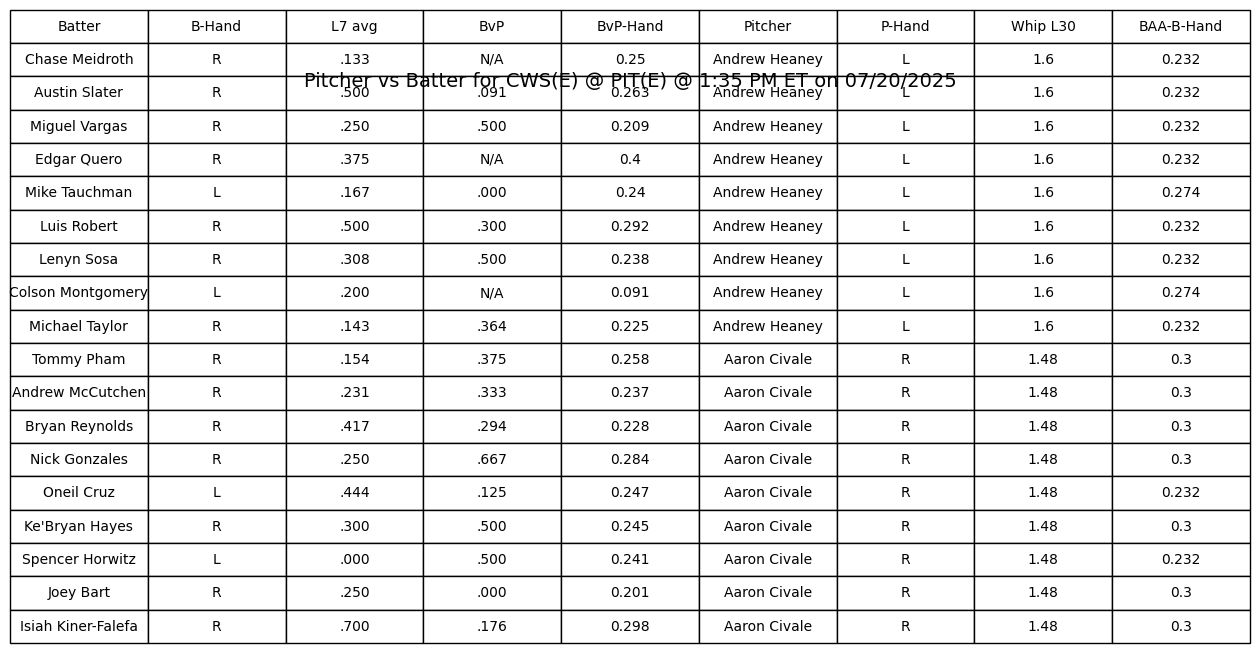 Batter B-Hand L7 avg BvP BvP-Hand Pitcher P-Hand Whip L30 BAA-B-Hand
Chase Meidroth R .133 N/A 0.25 Andrew Heaney L 1.6 0.232
Pitcher vs Batter for CWS(E) @ PIT(E) @ 1:35 PM ET on 07/20/2025
Austin Slater R .500 .091 0.263 Andrew Heaney L 1.6 0.232
Miguel Vargas R .250 .500 0.209 Andrew Heaney L 1.6 0.232
Edgar Quero R .375 N/A 0.4 Andrew Heaney L 1.6 0.232
Mike Tauchman L .167 .000 0.24 Andrew Heaney L 1.6 0.274
Luis Robert R .500 .300 0.292 Andrew Heaney L 1.6 0.232
Lenyn Sosa R .308 .500 0.238 Andrew Heaney L 1.6 0.232
Colson Montgomery L .200 N/A 0.091 Andrew Heaney L 1.6 0.274
Michael Taylor R .143 .364 0.225 Andrew Heaney L 1.6 0.232
Tommy Pham R .154 .375 0.258 Aaron Civale R 1.48 0.3
Andrew McCutchen R .231 .333 0.237 Aaron Civale R 1.48 0.3
Bryan Reynolds R .417 .294 0.228 Aaron Civale R 1.48 0.3
Nick Gonzales R .250 .667 0.284 Aaron Civale R 1.48 0.3
Oneil Cruz L .444 .125 0.247 Aaron Civale R 1.48 0.232
Ke'Bryan Hayes R .300 .500 0.245 Aaron Civale R 1.48 0.3
Spencer Horwitz L .000 .500 0.241 Aaron Civale R 1.48 0.232
Joey Bart R .250 .000 0.201 Aaron Civale R 1.48 0.3
Isiah Kiner-Falefa R .700 .176 0.298 Aaron Civale R 1.48 0.3